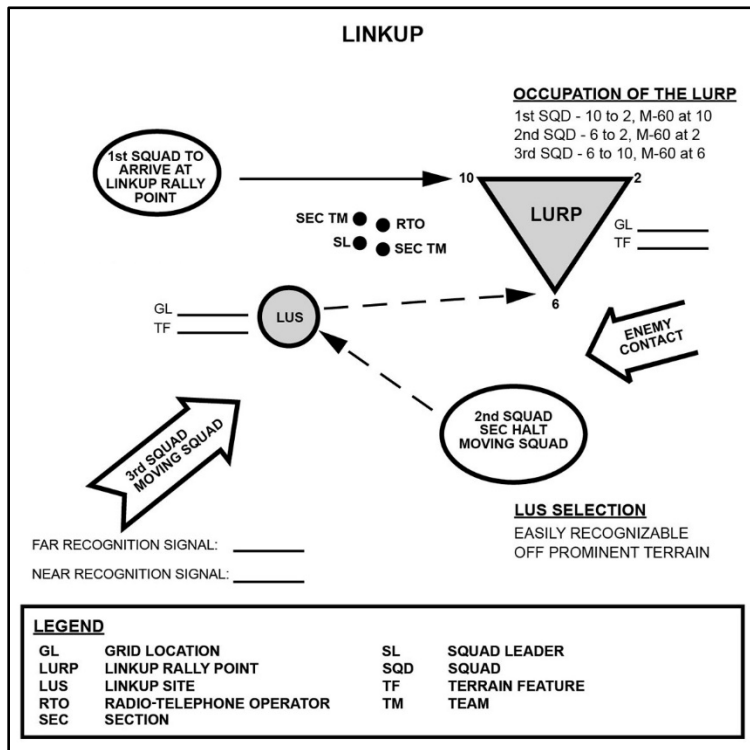 LINKUP
OCCUPATION OF THE LURP
1st SQD - 10 to 2, M-60 at 10
2nd SQD - 6 to 2, M-60 at 2
3rd SQD - 6 to 10, M-60 at 6
1st SQUAD TO
ARRIVE AT
LINKUP RALLY
POINT
10
2
LURP
6
GL
TF
SEC TM
RTO
SL
SEC TM
GL
TF
LUS
ENEMY
CONTACT
2nd SQUAD
SEC HALT
MOVING SQUAD
3rd SQUAD
MOVING SQUAD
LUS SELECTION
EASILY RECOGNIZABLE
OFF PROMINENT TERRAIN
FAR RECOGNITION SIGNAL:
NEAR RECOGNITION SIGNAL:
LEGEND
GL GRID LOCATION
LURP LINKUP RALLY POINT
LUS LINKUP SITE
RTO RADIO-TELEPHONE OPERATOR
SEC SECTION
SL SQUAD LEADER
SQD SQUAD
TF TERRAIN FEATURE
TM TEAM